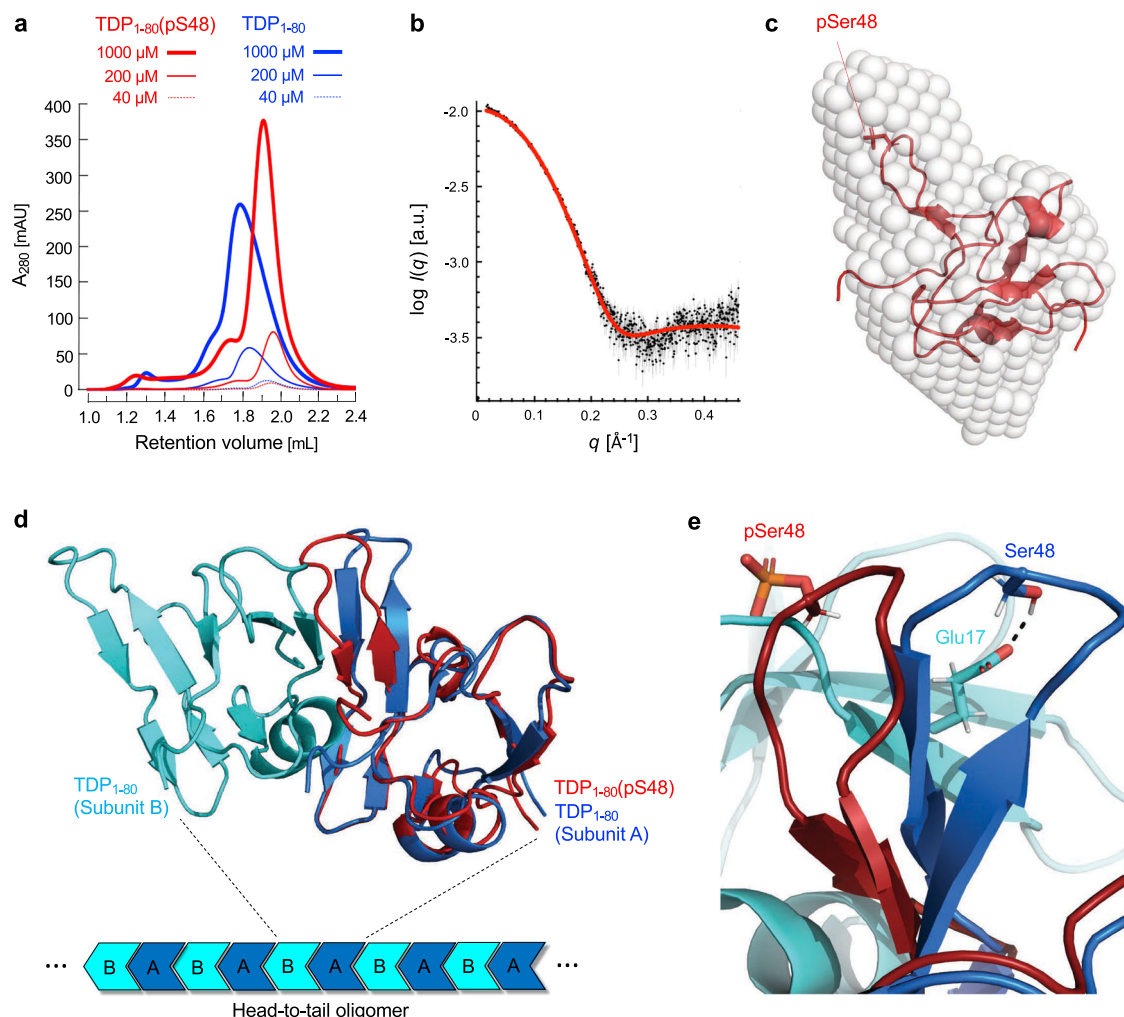 a
TDP1-80(pS48)
TDP1-80
1000 µM
1000 µM
200 µM
200 µM
40 µM
40 µM
400
350
300
250
200
150
100
50
0
A280 [mAU]
1.0 1.2 1.4 1.6 1.8 2.0 2.2 2.4
Retention volume [mL]
b
-2.0
-2.5
-3.0
-3.5
log I(q) [a.u.]
0 0.1 0.2 0.3 0.4
q [Å-1]
c
pSer48
d
TDP1-80
(Subunit B)
TDP1-80(pS48)
TDP1-80
(Subunit A)
... B A B A B A B A B A ...
Head-to-tail oligomer
e
pSer48
Ser48
Glu17